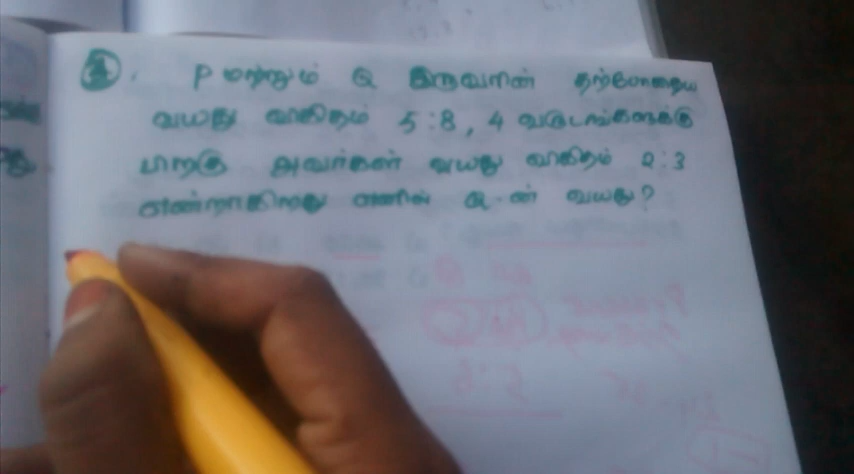 2. P மற்றும் Q இருவரின் தற்போதைய
வயது விகிதம் 5:8, 4 வருடங்களுக்கு
பிறகு அவர்கள் வயது விகிதம் 2:3
என்றாகிறது எனில் Q-ன் வயது?